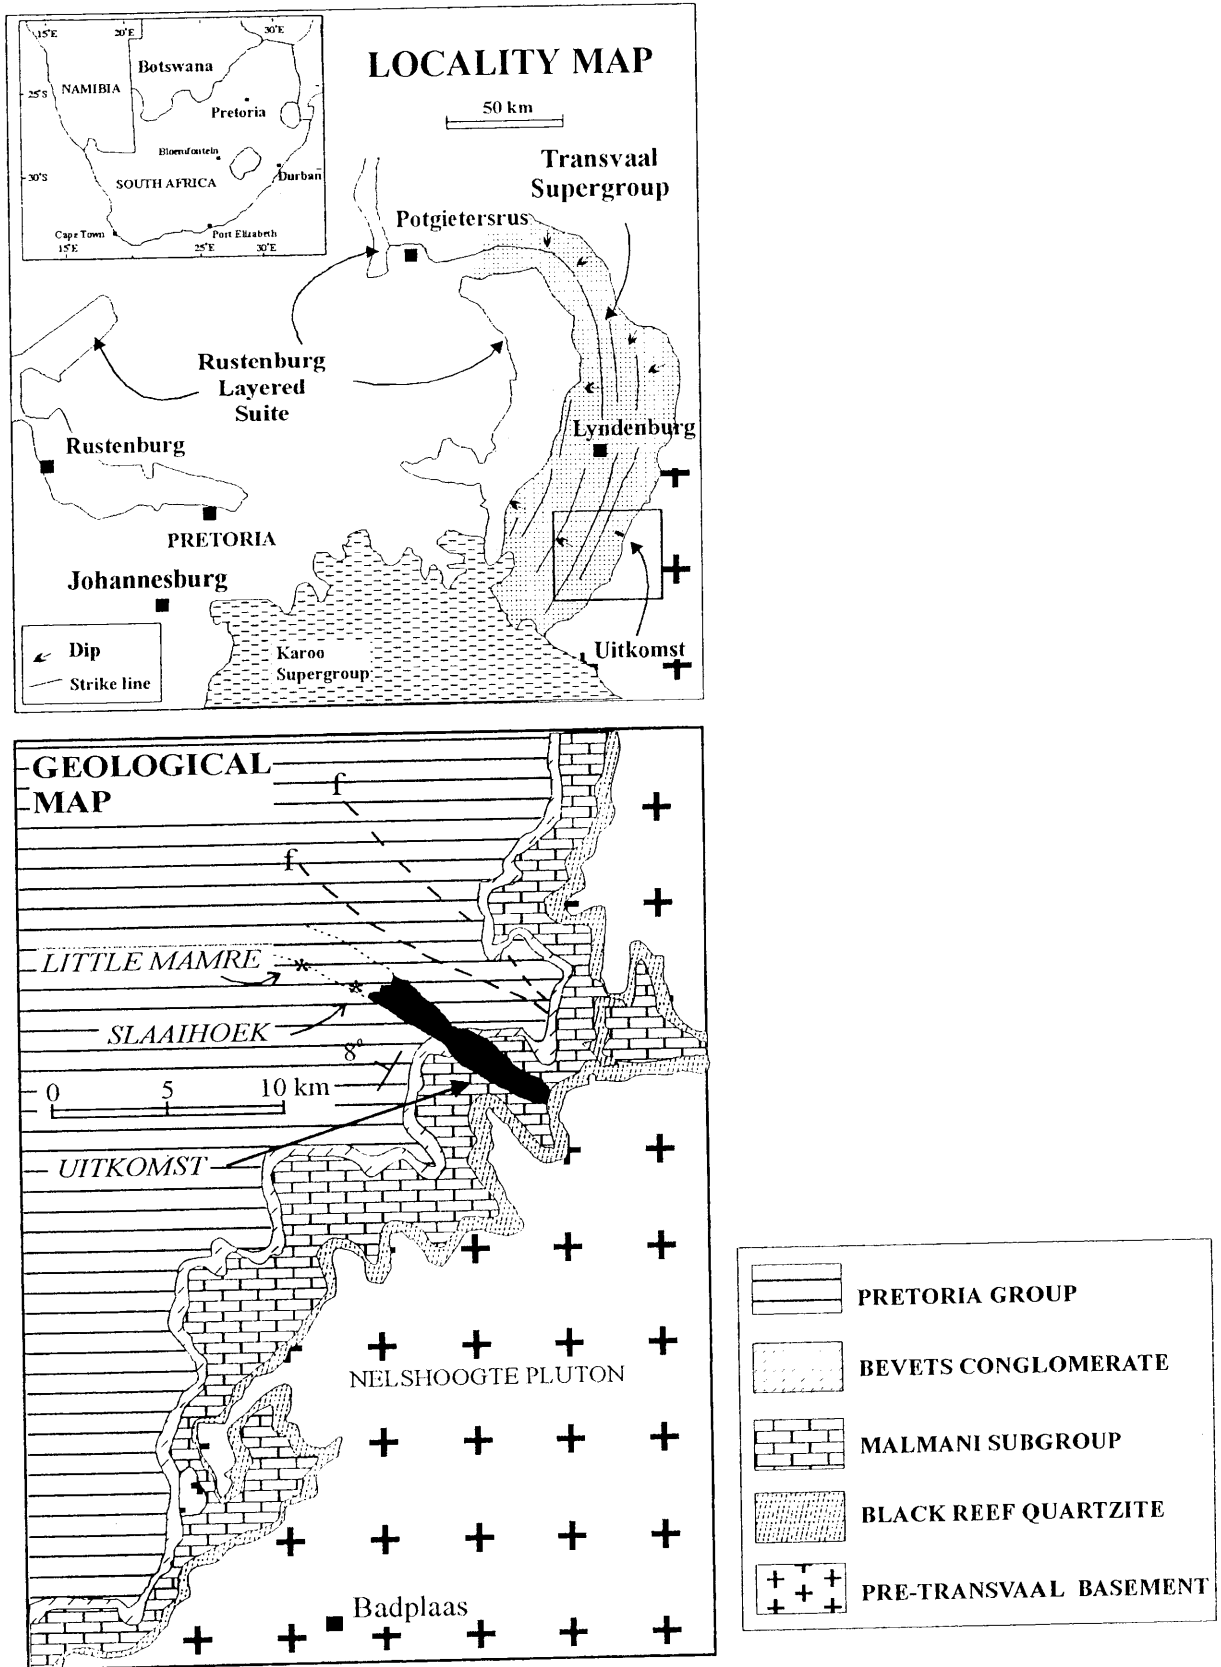 15°E
20°E
30°E
Botswana
NAMIBIA
25°S
Pretoria
Bloemfontein
30°S
SOUTH AFRICA
Durban
Cape Town
Port Elizabeth
15°E
25°E
30°E
LOCALITY MAP
50 km
Transvaal
Supergroup
Potgietersrus
Rustenburg
Layered
Suite
Lyndenburg
Rustenburg
PRETORIA
Johannesburg
Karoo
Supergroup
Uitkomst
Dip
Strike line
GEOLOGICAL
MAP
f
f
LITTLE MAMRE
SLAAIHOEK
8°
0 5 10 km
UITKOMST
NELSHOOGTE PLUTON
Badplaas
PRETORIA GROUP
BEVETS CONGLOMERATE
MALMANI SUBGROUP
BLACK REEF QUARTZITE
PRE-TRANSVAAL BASEMENT